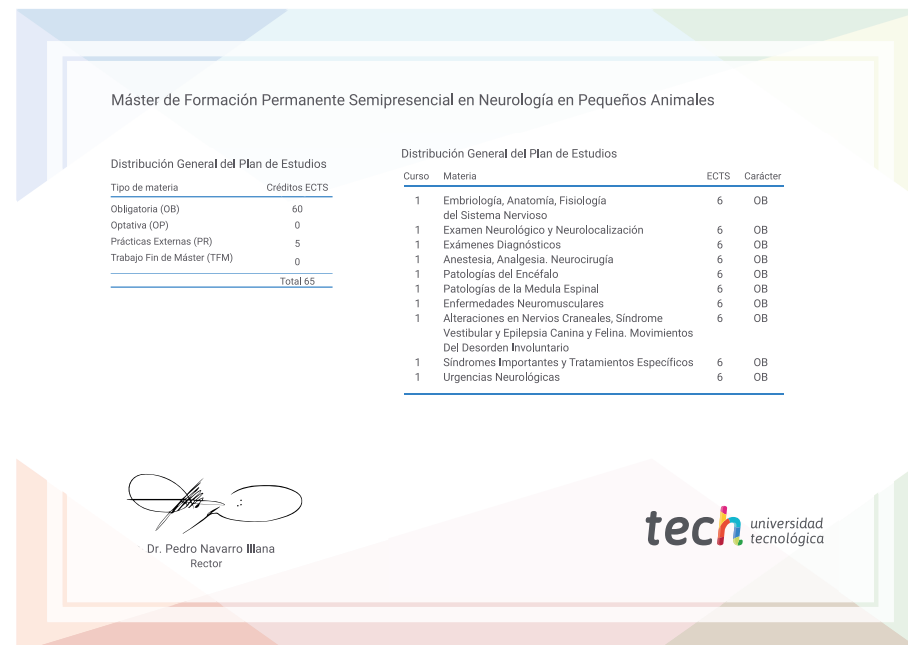 Máster de Formación Permanente Semipresencial en Neurología en Pequeños Animales
Distribución General del Plan de Estudios
Tipo de materia Créditos ECTS
Obligatoria (OB) 60
Optativa (OP) 0
Prácticas Externas (PR) 5
Trabajo Fin de Máster (TFM) 0
Total 65
Distribución General del Plan de Estudios
Curso Materia ECTS Carácter
1 Embriología, Anatomía, Fisiología 6 OB
del Sistema Nervioso
1 Examen Neurológico y Neurolocalización 6 OB
1 Exámenes Diagnósticos 6 OB
1 Anestesia, Analgesia. Neurocirugía 6 OB
1 Patologías del Encéfalo 6 OB
1 Patologías de la Medula Espinal 6 OB
1 Enfermedades Neuromusculares 6 OB
1 Alteraciones en Nervios Craneales, Síndrome 6 OB
Vestibular y Epilepsia Canina y Felina. Movimientos
Del Desorden Involuntario
1 Síndromes Importantes y Tratamientos Específicos 6 OB
1 Urgencias Neurológicas 6 OB
Dr. Pedro Navarro Illana
Rector
tech universidad
tecnológica